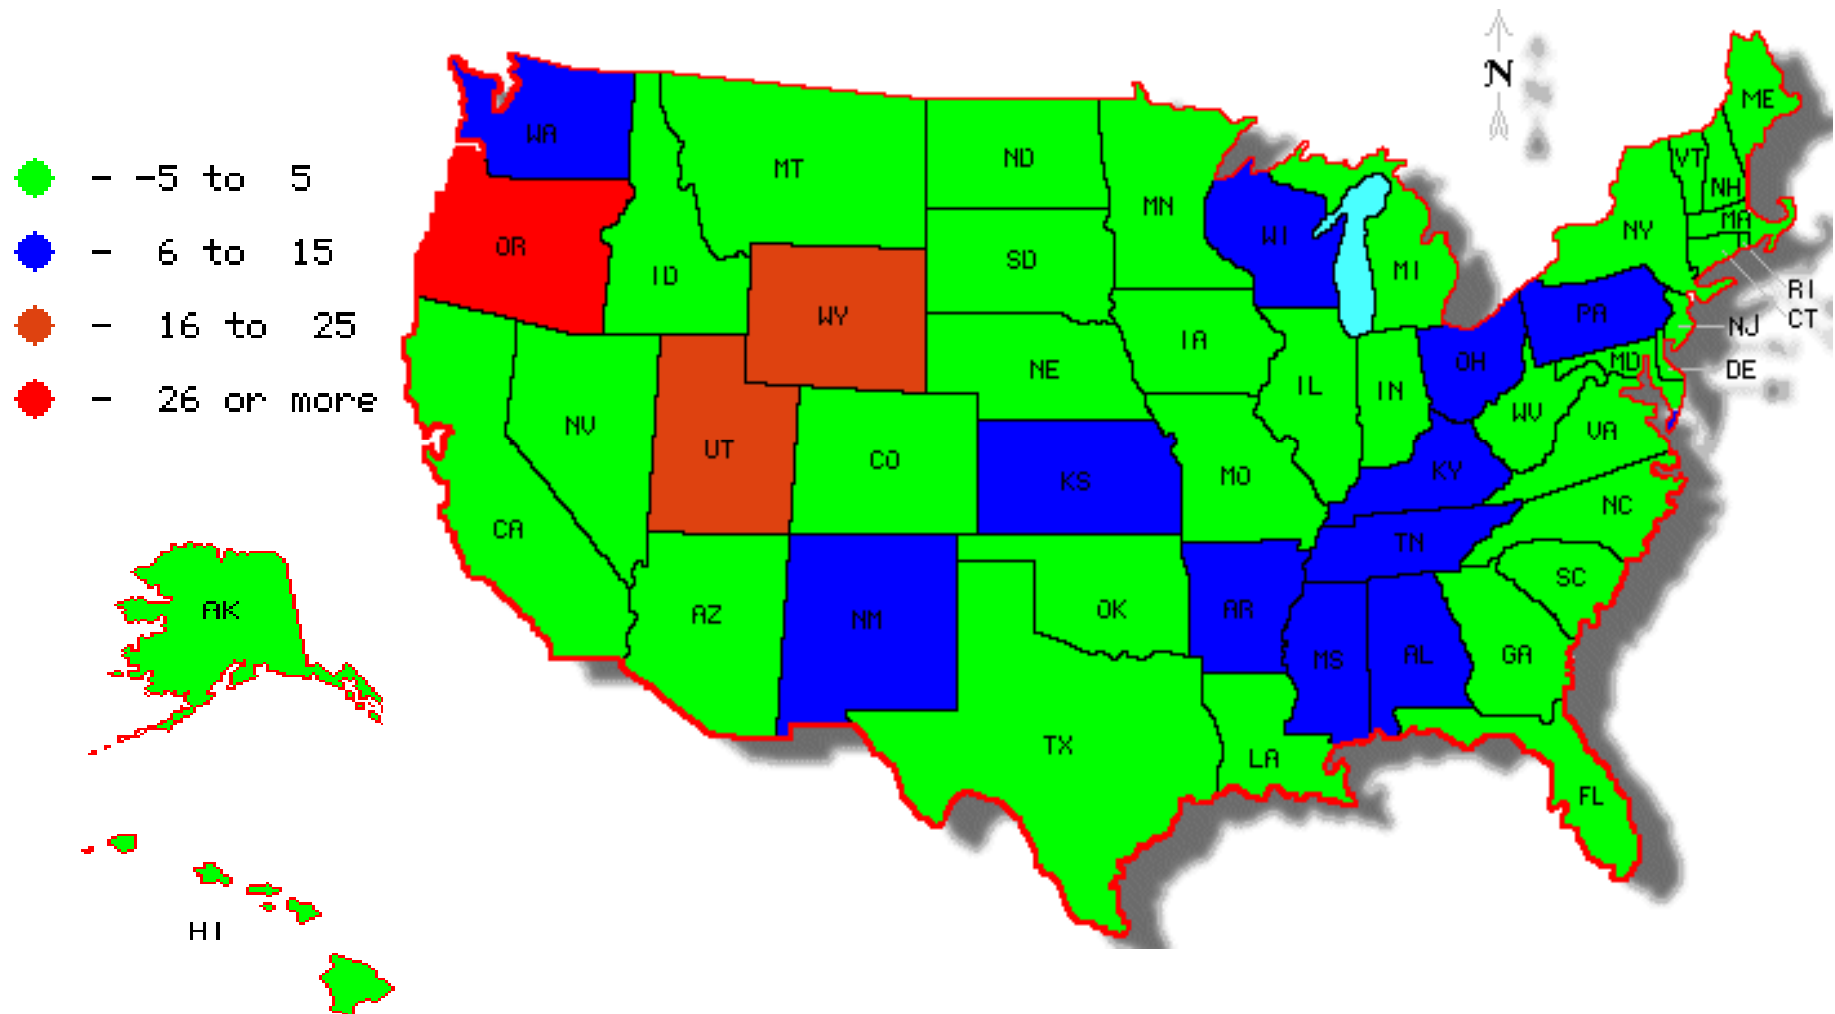 - -5 to 5
- 6 to 15
- 16 to 25
- 26 or more
N
WA
OR
CA
NV
ID
MT
WY
UT
CO
AZ
NM
ND
SD
NE
KS
OK
TX
MN
IA
MO
AR
LA
WI
IL
MI
IN
OH
KY
TN
MS
AL
GA
FL
SC
NC
VA
WV
PA
NY
VT
NH
ME
MA
RI
CT
NJ
DE
MD
AK
HI